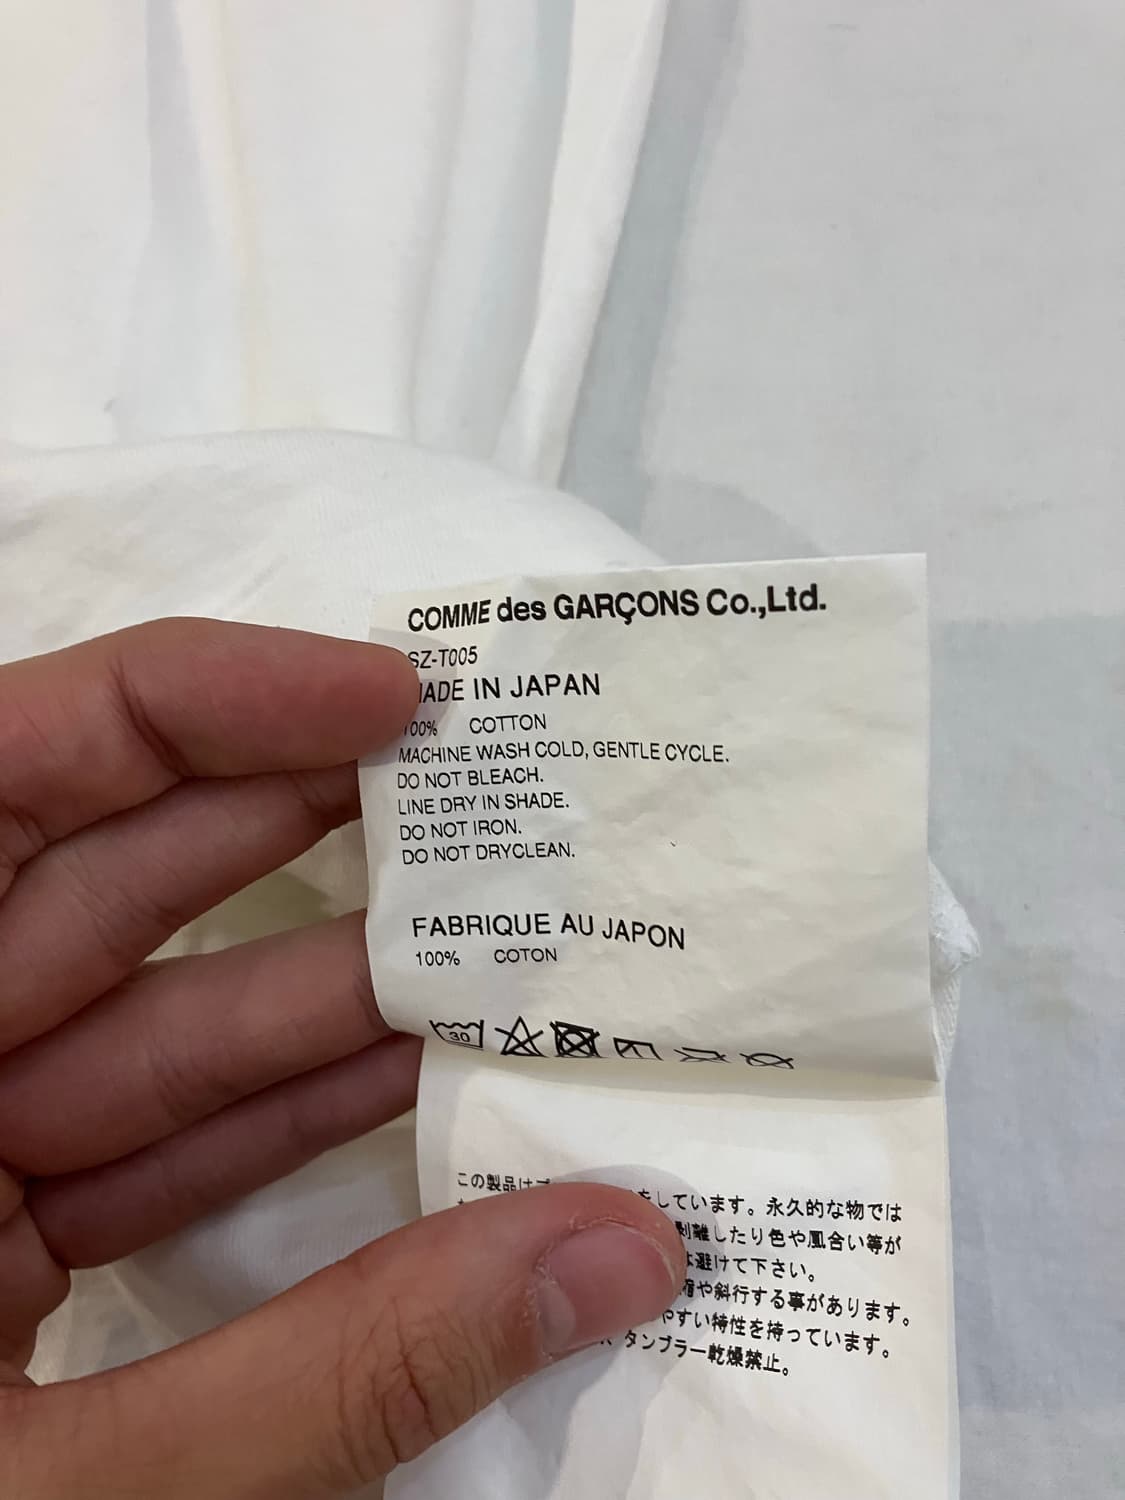 COMME des GARÇONS Co.,Ltd.
SZ-T005
MADE IN JAPAN
100% COTTON
MACHINE WASH COLD, GENTLE CYCLE.
DO NOT BLEACH.
LINE DRY IN SHADE.
DO NOT IRON.
DO NOT DRYCLEAN.
FABRIQUE AU JAPON
100% COTON
30
この製品は をしています。永久的な物では
剥離したり色や風合い等が
は避けて下さい。
縮や斜行する事があります。
やすい特性を持っています。
タンブラー乾燥禁止。